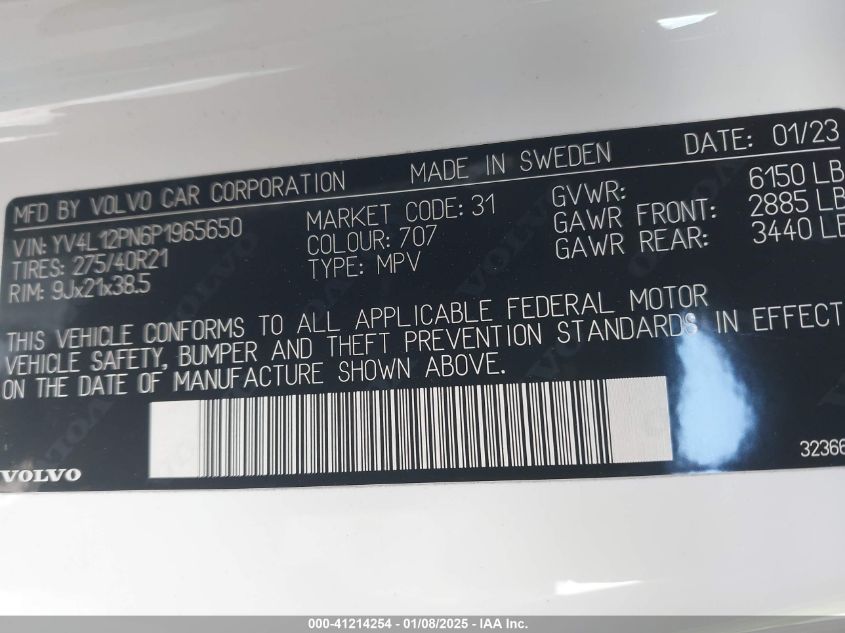 MFD BY VOLVO CAR CORPORATION MADE IN SWEDEN DATE: 01/23
VIN: YV4L12PN6P1965650 MARKET CODE: 31 GVWR: 6150 LB
TIRES: 275/40R21 COLOUR: 707 GAWR FRONT: 2885 LB
RIM: 9Jx21x38.5 TYPE: MPV GAWR REAR: 3440 LB
THIS VEHICLE CONFORMS TO ALL APPLICABLE FEDERAL MOTOR
VEHICLE SAFETY, BUMPER AND THEFT PREVENTION STANDARDS IN EFFECT
ON THE DATE OF MANUFACTURE SHOWN ABOVE.
VOLVO 32366
000-41214254 - 01/08/2025 - © IAA Inc.